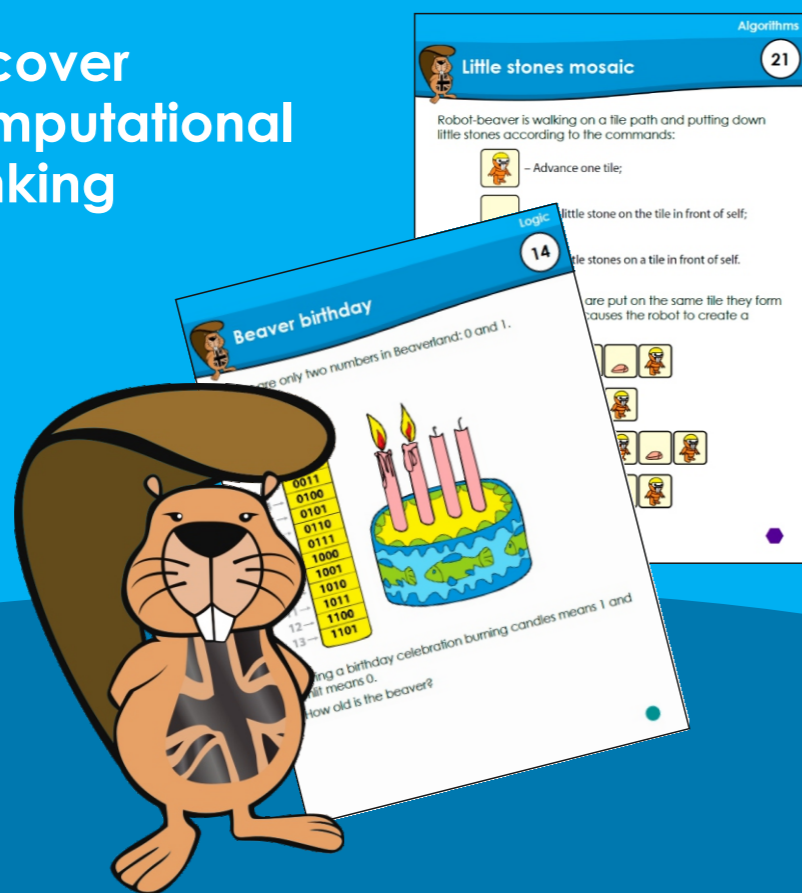 cover
mputational
nking
Algorithms
21
Little stones mosaic
Robot-beaver is walking on a tile path and putting down
little stones according to the commands:
– Advance one tile;
little stone on the tile in front of self;
tle stones on a tile in front of self.
are put on the same tile they form
causes the robot to create a
Logic
14
Beaver birthday
are only two numbers in Beaverland: 0 and 1.
0011
0100
0101
0110
0111
1000
1001
1010
1011
12→ 1100
13→ 1101
ing a birthday celebration burning candles means 1 and
nlit means 0.
How old is the beaver?